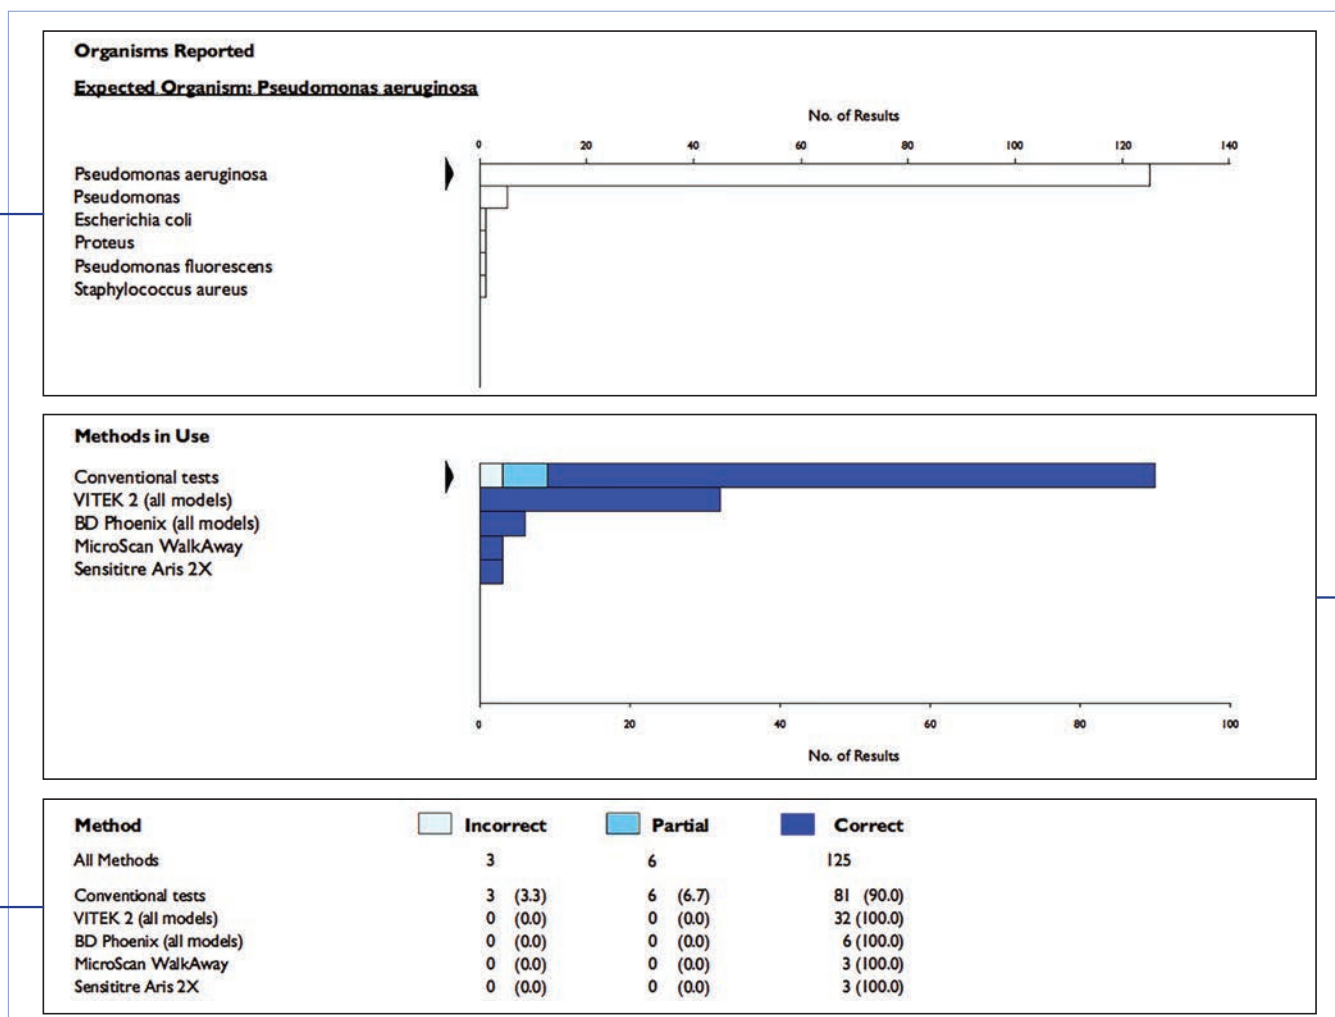 Organisms Reported
Expected Organism: Pseudomonas aeruginosa
No. of Results
0 20 40 60 80 100 120 140
Pseudomonas aeruginosa
Pseudomonas
Escherichia coli
Proteus
Pseudomonas fluorescens
Staphylococcus aureus
Methods in Use
Conventional tests
VITEK 2 (all models)
BD Phoenix (all models)
MicroScan WalkAway
Sensititre Aris 2X
0 20 40 60 80 100
No. of Results
Method Incorrect Partial Correct
All Methods 3 6 125
Conventional tests 3 (3.3) 6 (6.7) 81 (90.0)
VITEK 2 (all models) 0 (0.0) 0 (0.0) 32 (100.0)
BD Phoenix (all models) 0 (0.0) 0 (0.0) 6 (100.0)
MicroScan WalkAway 0 (0.0) 0 (0.0) 3 (100.0)
Sensititre Aris 2X 0 (0.0) 0 (0.0) 3 (100.0)